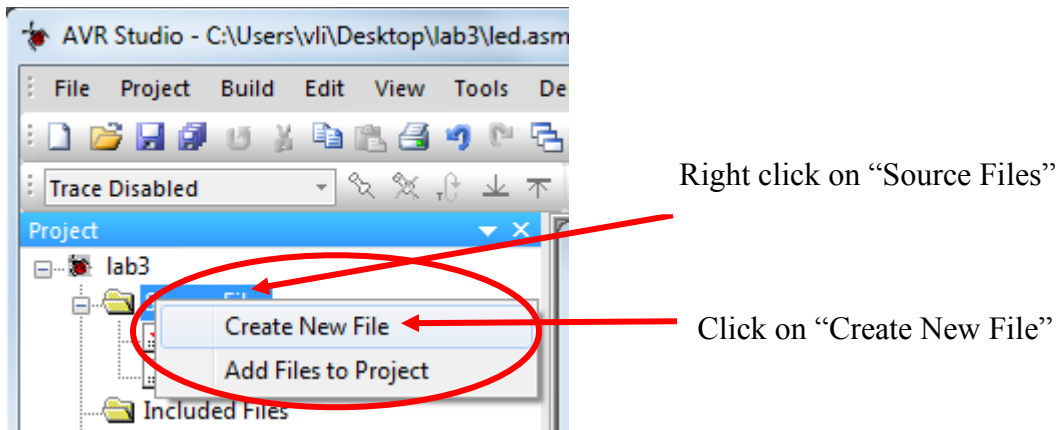 AVR Studio - C:\Users\vli\Desktop\lab3\led.asm
File Project Build Edit View Tools De
Trace Disabled
Project
lab3
Create New File
Add Files to Project
Included Files
Right click on “Source Files”
Click on “Create New File”